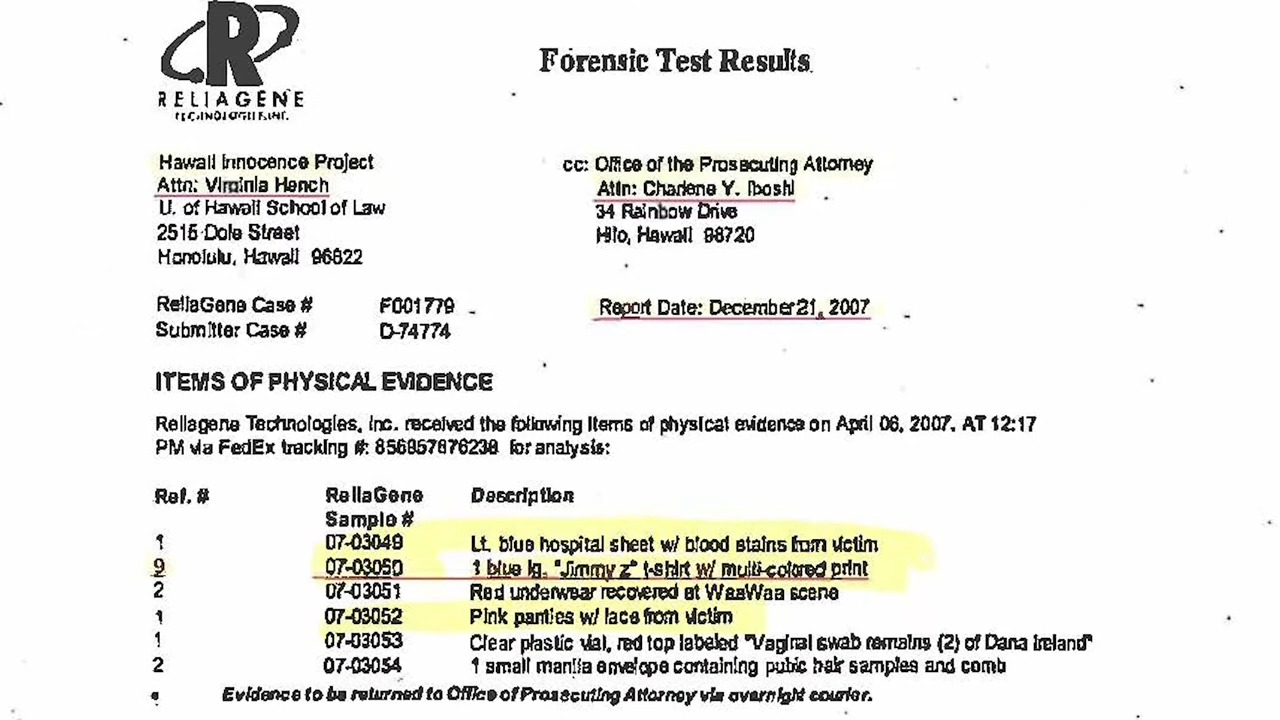 R
RELIAGENE
TECHNOLOGIES, INC.
Forensic Test Results
Hawaii Innocence Project
Attn: Virginia Hench
U. of Hawaii School of Law
2515 Dole Street
Honolulu, Hawaii 96822
cc: Office of the Prosecuting Attorney
Attn: Charlene Y. Iboshi
34 Rainbow Drive
Hilo, Hawaii 98720
ReliaGene Case # F001779
Submitter Case # D-74774
Report Date: December 21, 2007
ITEMS OF PHYSICAL EVIDENCE
Reliagene Technologies, Inc. received the following items of physical evidence on April 06, 2007, AT 12:17
PM via FedEx tracking #: 856957876238 for analysis:
Ref. # ReliaGene Description
Sample #
1 07-03049 Lt. blue hospital sheet w/ blood stains from victim
9 07-03050 1 blue lg. "Jimmy z" t-shirt w/ multi-colored print
2 07-03051 Red underwear recovered at WaaWaa scene
1 07-03052 Pink panties w/ lace from victim
1 07-03053 Clear plastic vial, red top labeled "Vaginal swab remains (2) of Dana Ireland"
2 07-03054 1 small manila envelope containing pubic hair samples and comb
• Evidence to be returned to Office of Prosecuting Attorney via overnight courier.